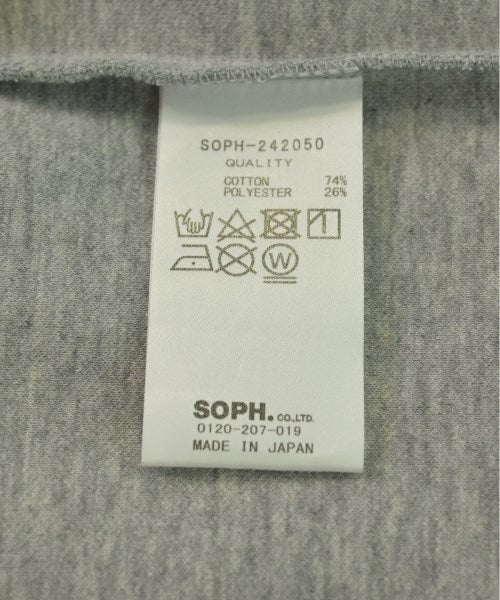 SOPH-242050
QUALITY
COTTON 74%
POLYESTER 26%
W
SOPH. CO.,LTD.
0120-207-019
MADE IN JAPAN